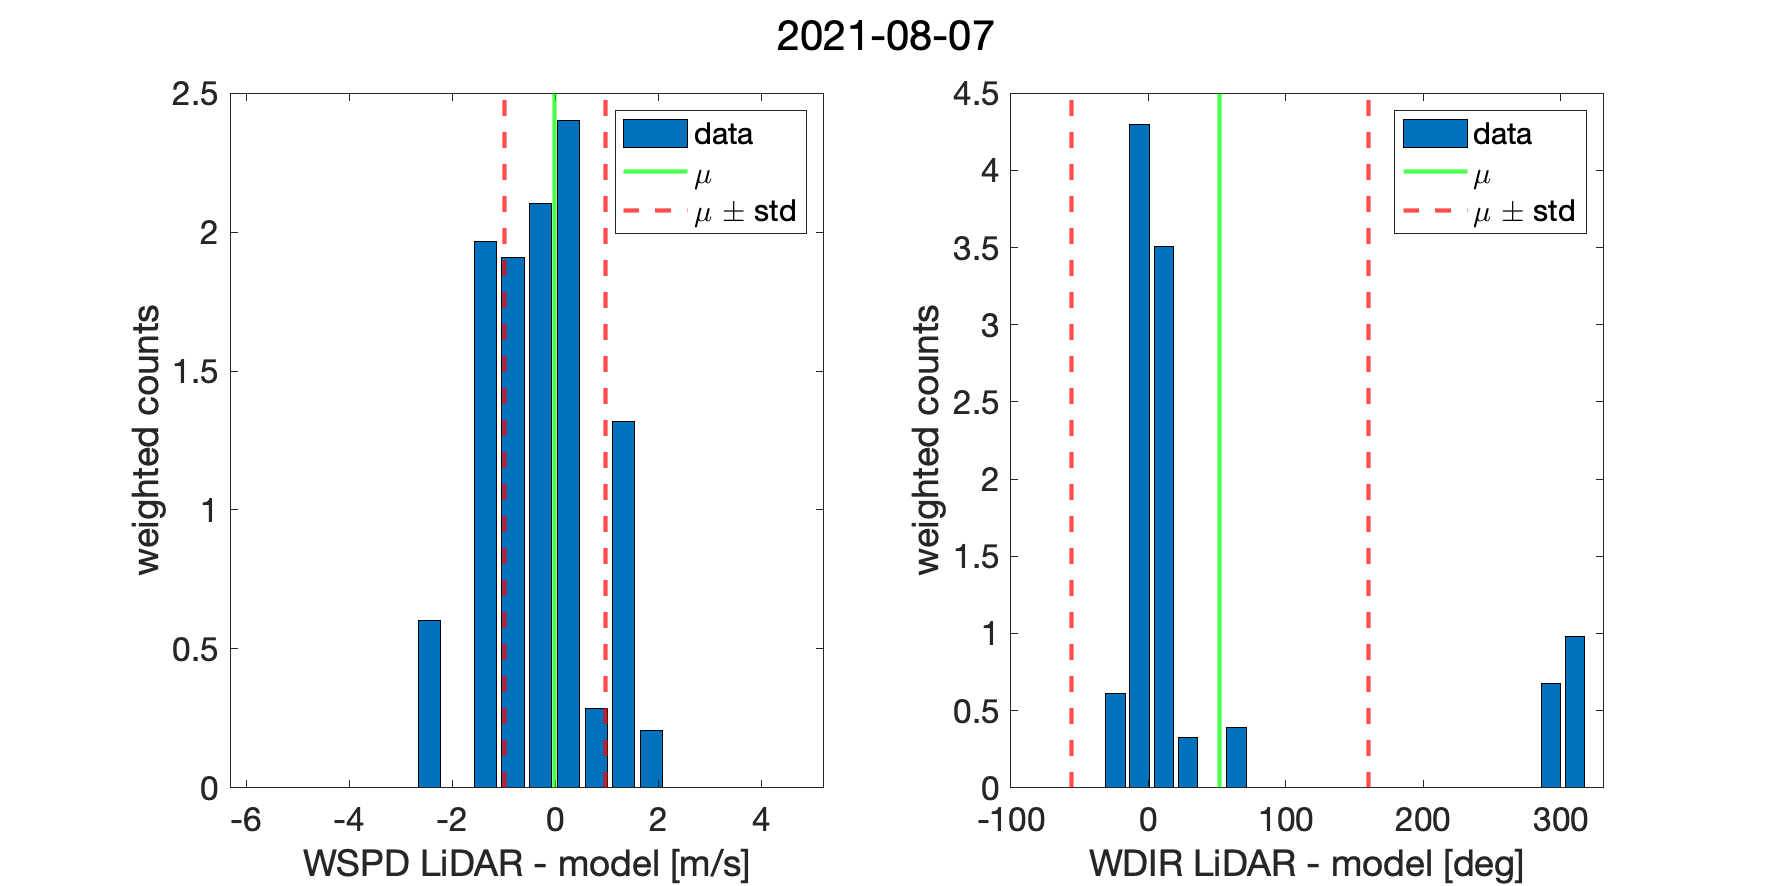 2021-08-07
2.5
2
1.5
1
0.5
0
weighted counts
-6
-4
-2
0
2
4
WSPD LiDAR - model [m/s]
data
μ
μ ± std
4.5
4
3.5
3
2.5
2
1.5
1
0.5
0
weighted counts
-100
0
100
200
300
WDIR LiDAR - model [deg]
data
μ
μ ± std